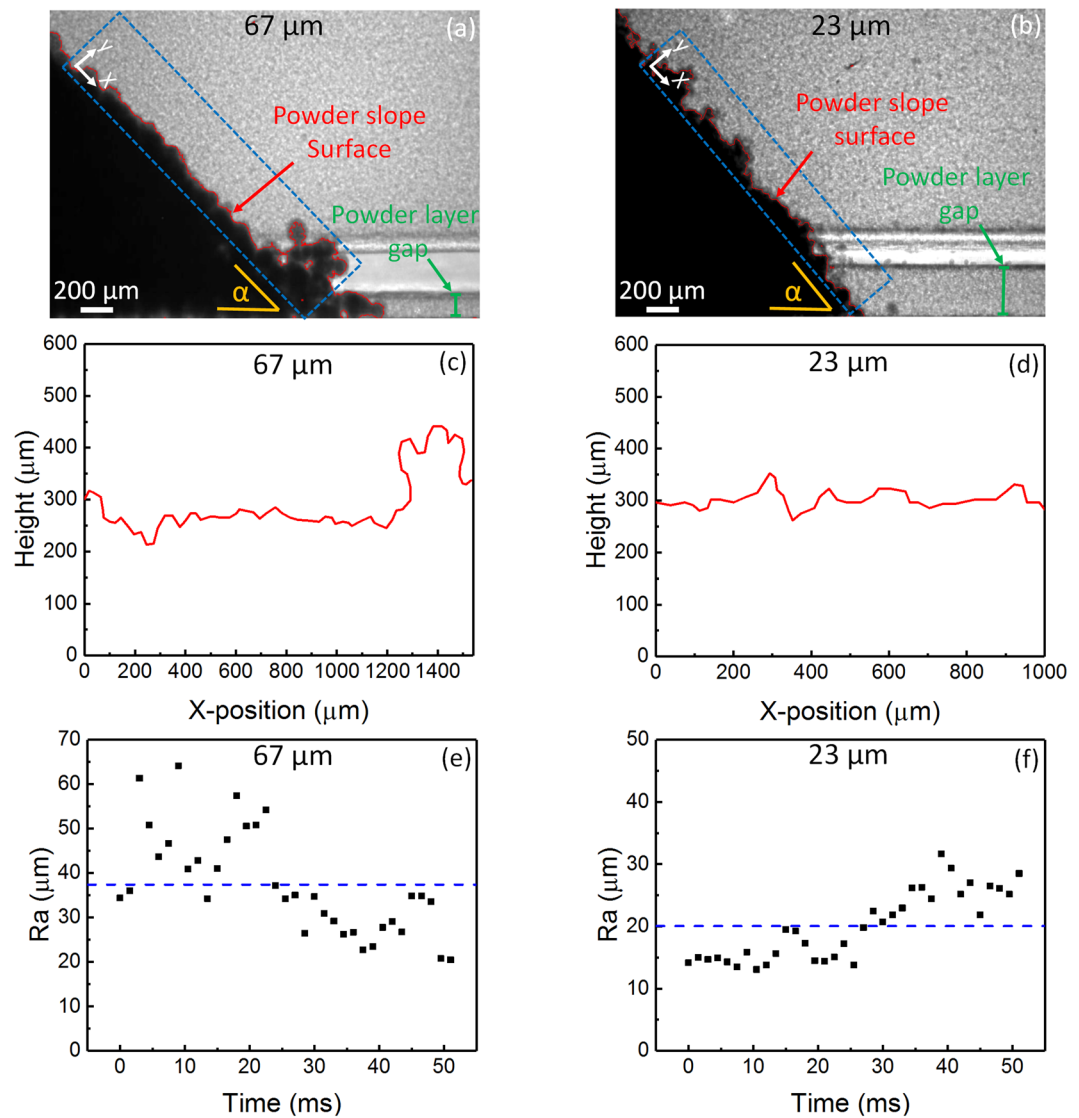 67 µm
(a)
Y
X
Powder slope
Surface
Powder layer
gap
α
200 µm
23 µm
(b)
Y
X
Powder slope
surface
Powder layer
gap
α
200 µm
67 µm
(c)
600
500
400
300
200
100
0
Height (µm)
0 200 400 600 800 1000 1200 1400
X-position (µm)
23 µm
(d)
600
500
400
300
200
100
0
Height (µm)
0 200 400 600 800 1000
X-position (µm)
67 µm
(e)
70
60
50
40
30
20
10
0
Ra (µm)
0 10 20 30 40 50
Time (ms)
23 µm
(f)
50
40
30
20
10
0
Ra (µm)
0 10 20 30 40 50
Time (ms)